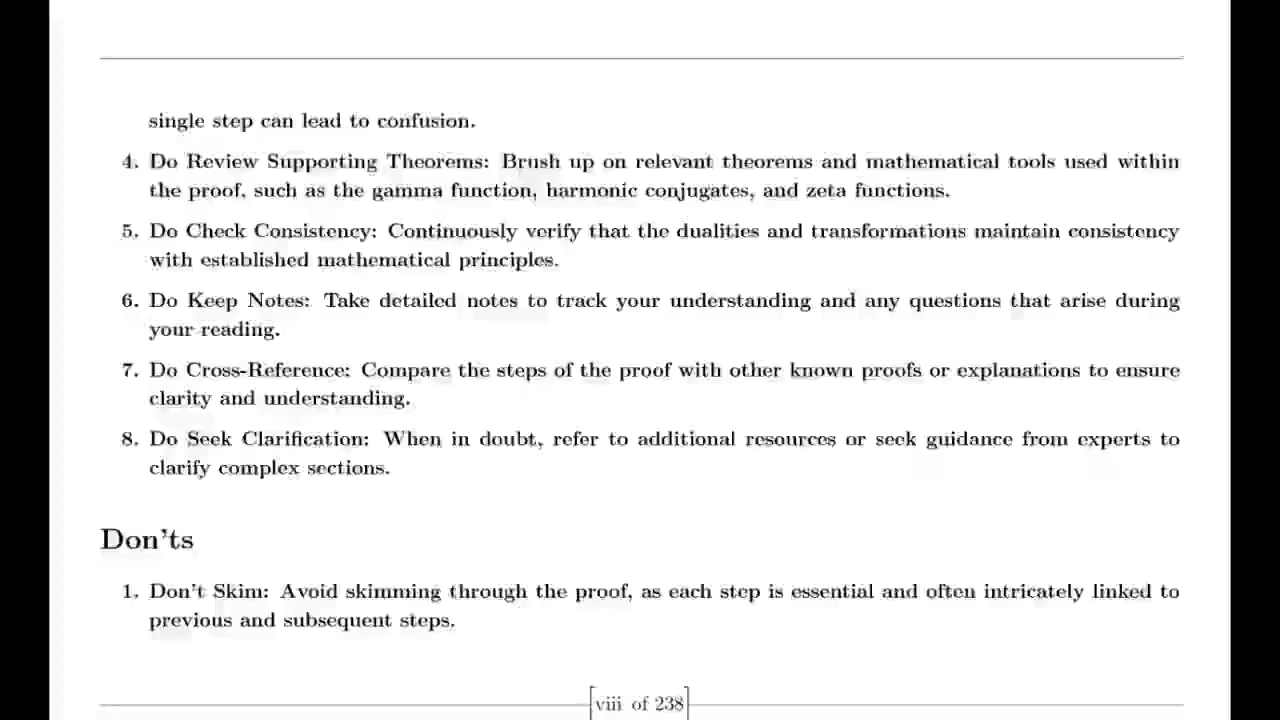 single step can lead to confusion.
4. Do Review Supporting Theorems: Brush up on relevant theorems and mathematical tools used within
the proof, such as the gamma function, harmonic conjugates, and zeta functions.
5. Do Check Consistency: Continuously verify that the dualities and transformations maintain consistency
with established mathematical principles.
6. Do Keep Notes: Take detailed notes to track your understanding and any questions that arise during
your reading.
7. Do Cross-Reference: Compare the steps of the proof with other known proofs or explanations to ensure
clarity and understanding.
8. Do Seek Clarification: When in doubt, refer to additional resources or seek guidance from experts to
clarify complex sections.
Don'ts
1. Don't Skim: Avoid skimming through the proof, as each step is essential and often intricately linked to
previous and subsequent steps.
viii of 238